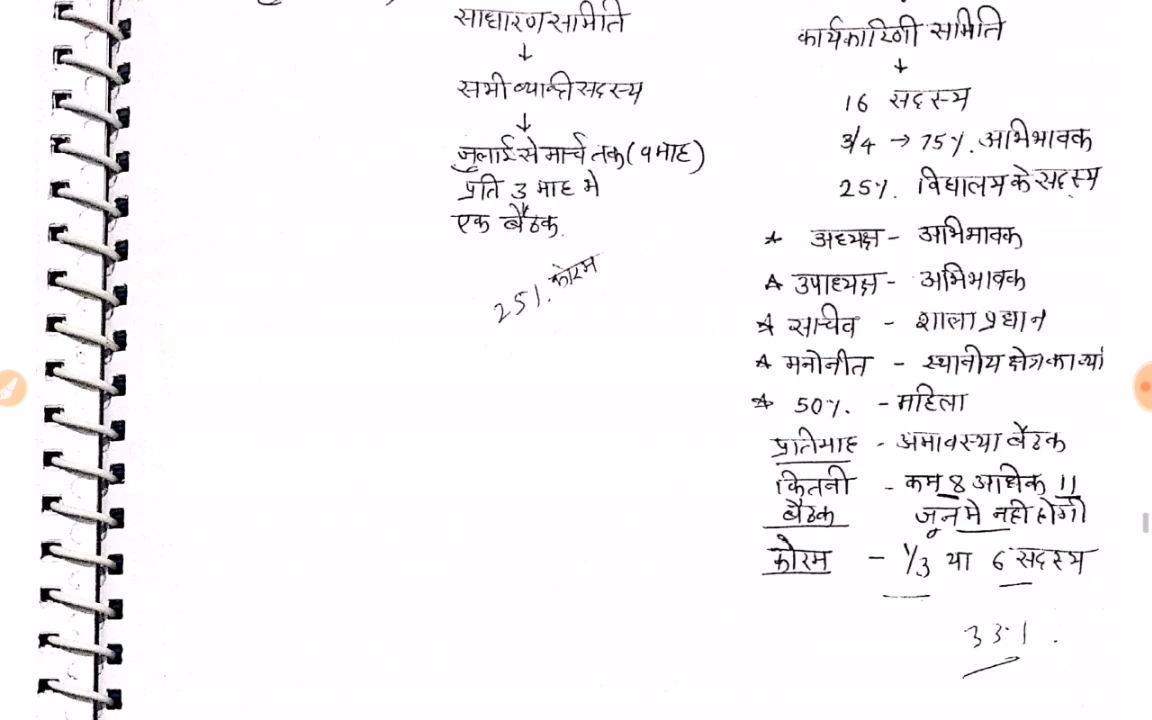 साधारण समिति
↓
सभी व्यक्ति सदस्य
↓
जुलाई से मार्च तक (9 माह)
प्रति 3 माह मे
एक बैठक.
25%. कोरम
कार्यकारिणी समिति
↓
16 सदस्य
3/4 → 75%. अभिभावक
25%. विद्यालय के सदस्य
* अध्यक्ष - अभिभावक
* उपाध्यक्ष - अभिभावक
* सचिव - शाला प्रधान
* मनोनीत - स्थानीय क्षेत्र का
* 50%. - महिला
प्रतिमाह - अमावस्या बैठक
कितनी - कम 8 अधिक 11
बैठक जून मे नही होगी
कोरम - 1/3 या 6 सदस्य
33%.